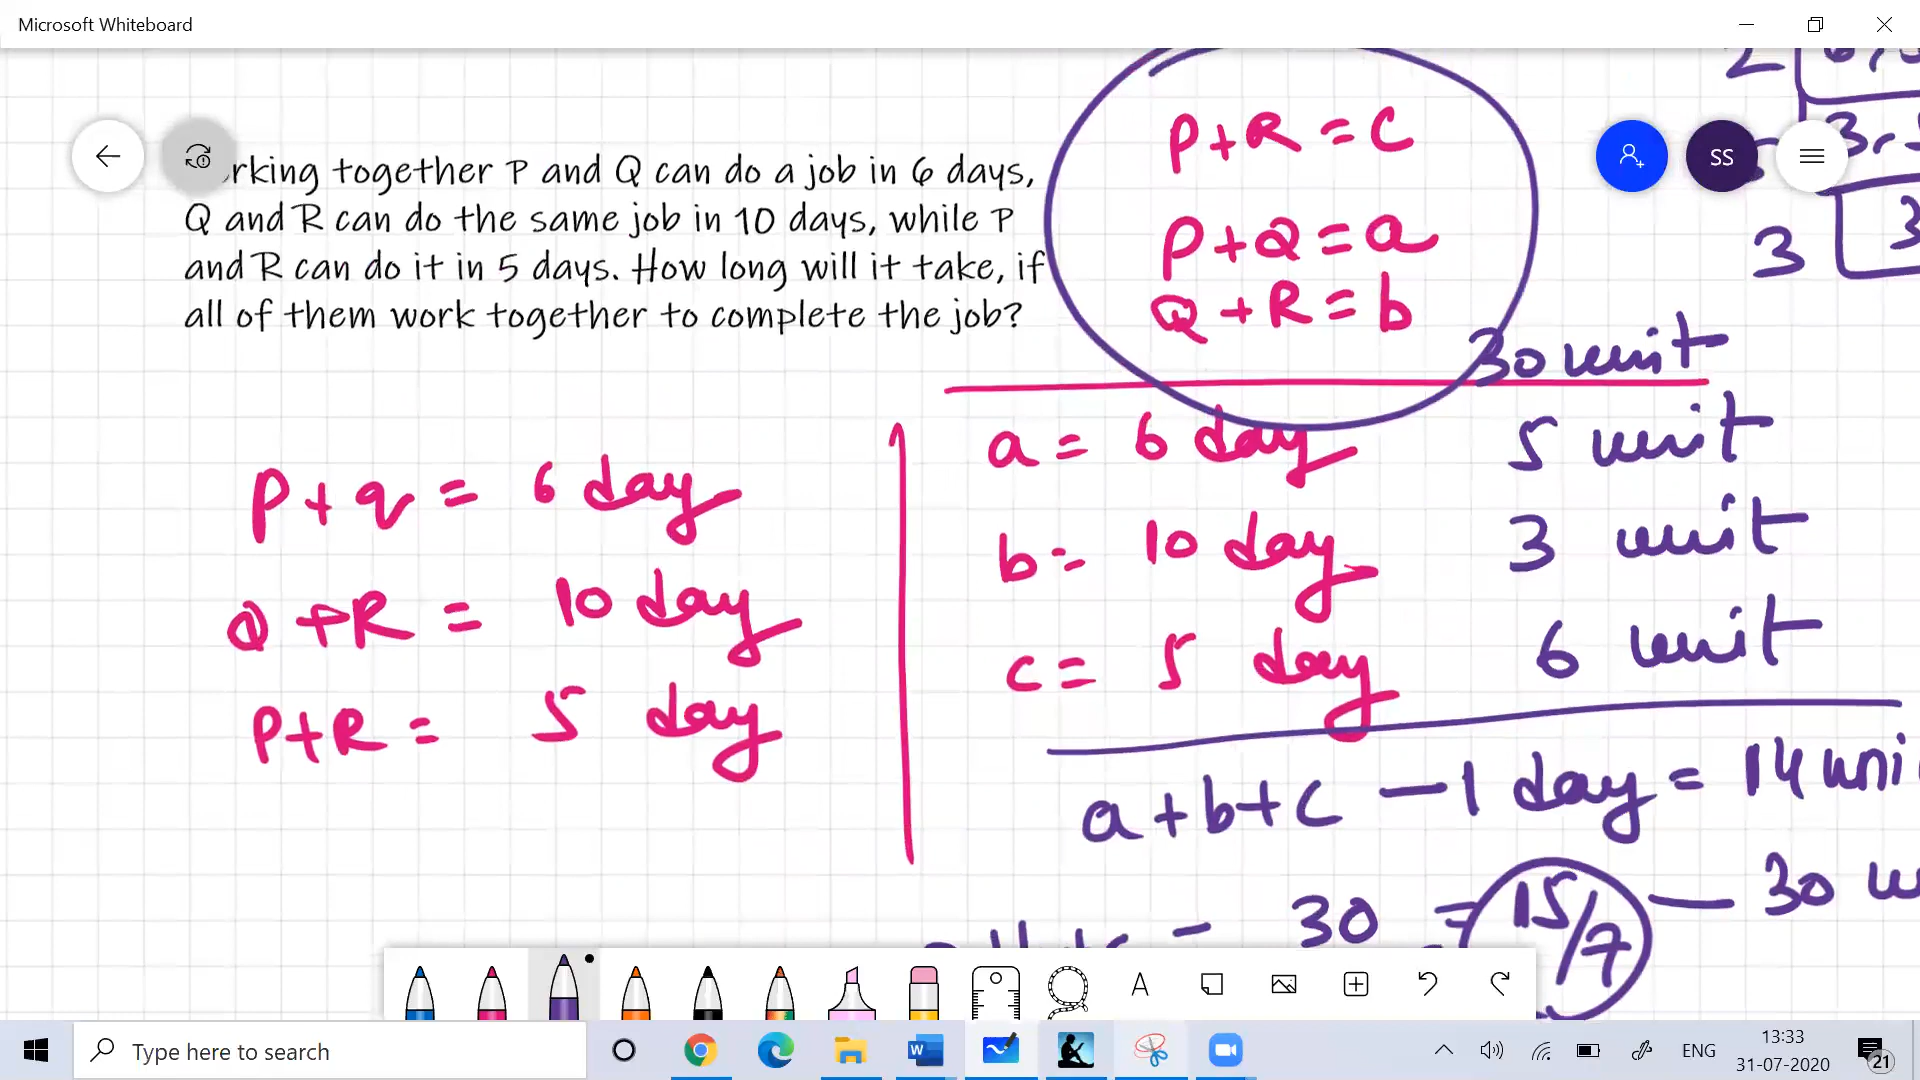 Microsoft Whiteboard
rking together P and Q can do a job in 6 days,
Q and R can do the same job in 10 days, while P
and R can do it in 5 days. How long will it take, if
all of them work together to complete the job?
P+R=C
P+Q=a
Q+R=b
SS
3
3
30 unit
P+q = 6 day
Q+R = 10 day
P+R = 5 day
a = 6 day 5 unit
b = 10 day 3 unit
c = 5 day 6 unit
a+b+c — 1 day = 14 uni
30 = 15/7 — 30 u
A
Type here to search
ENG
13:33
31-07-2020
21